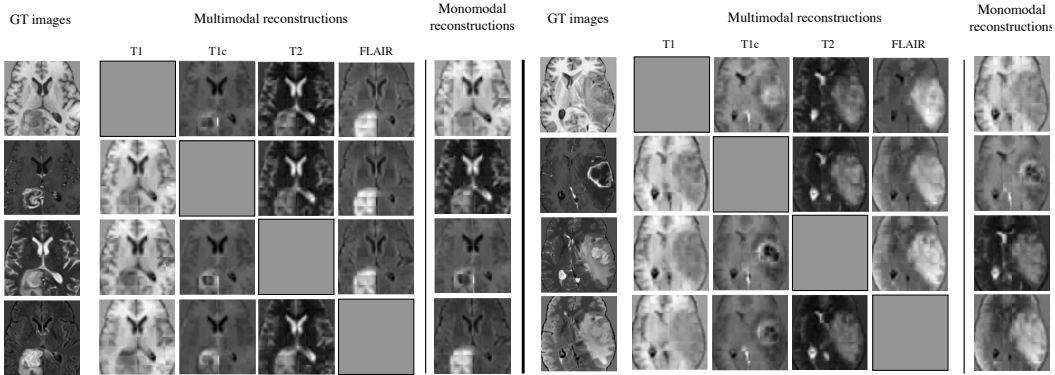 GT images
Multimodal reconstructions
Monomodal
reconstructions
T1
T1c
T2
FLAIR
GT images
Multimodal reconstructions
Monomodal
reconstructions
T1
T1c
T2
FLAIR